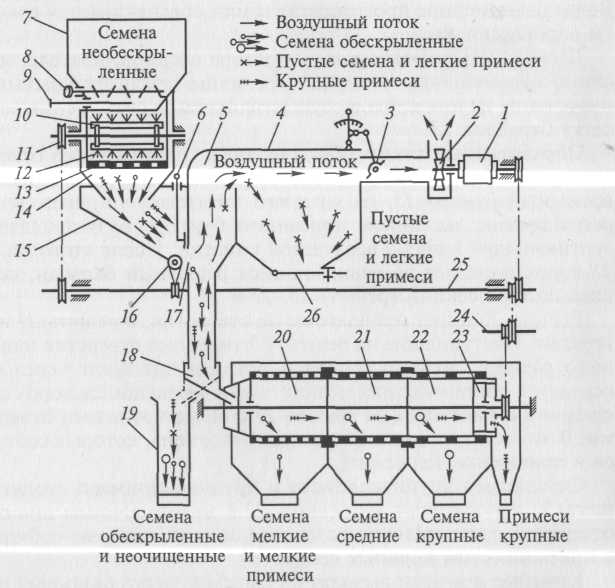 7
Семена
необескры-
ленные
Воздушный поток
Семена обескрыленные
Пустые семена и легкие примеси
Крупные примеси
8
9
10
11
12
13
14
15
6
5
4
3
2
1
Воздушный поток
Пустые
семена
и легкие
примеси
25
24
16
17
26
18
19
20
21
22
23
Семена
обескрыленные
и неочищенные
Семена
мелкие
и мелкие
примеси
Семена
средние
Семена
крупные
Примеси
крупные